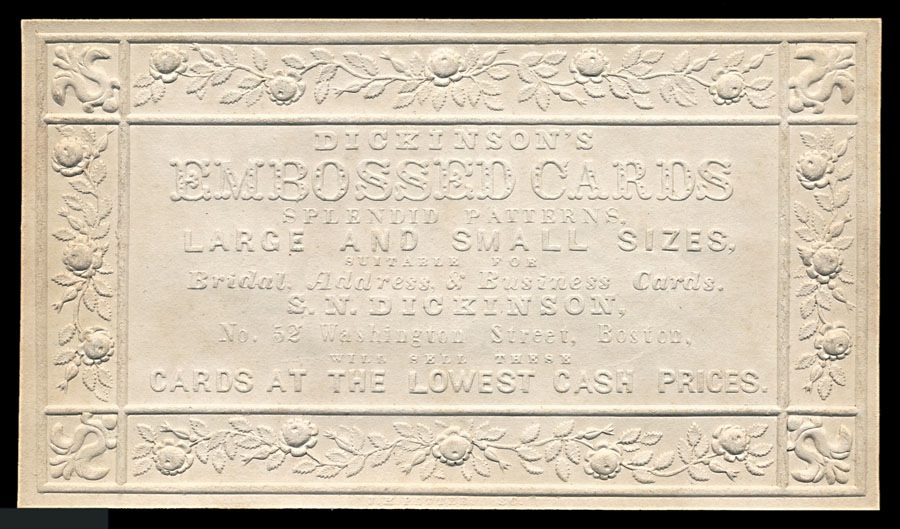 DICKINSON'S
EMBOSSED CARDS
SPLENDID PATTERNS,
LARGE AND SMALL SIZES,
SUITABLE FOR
Bridal, Address, & Business Cards.
S. N. DICKINSON,
No. 52 Washington Street, Boston,
WILL SELL THESE
CARDS AT THE LOWEST CASH PRICES.